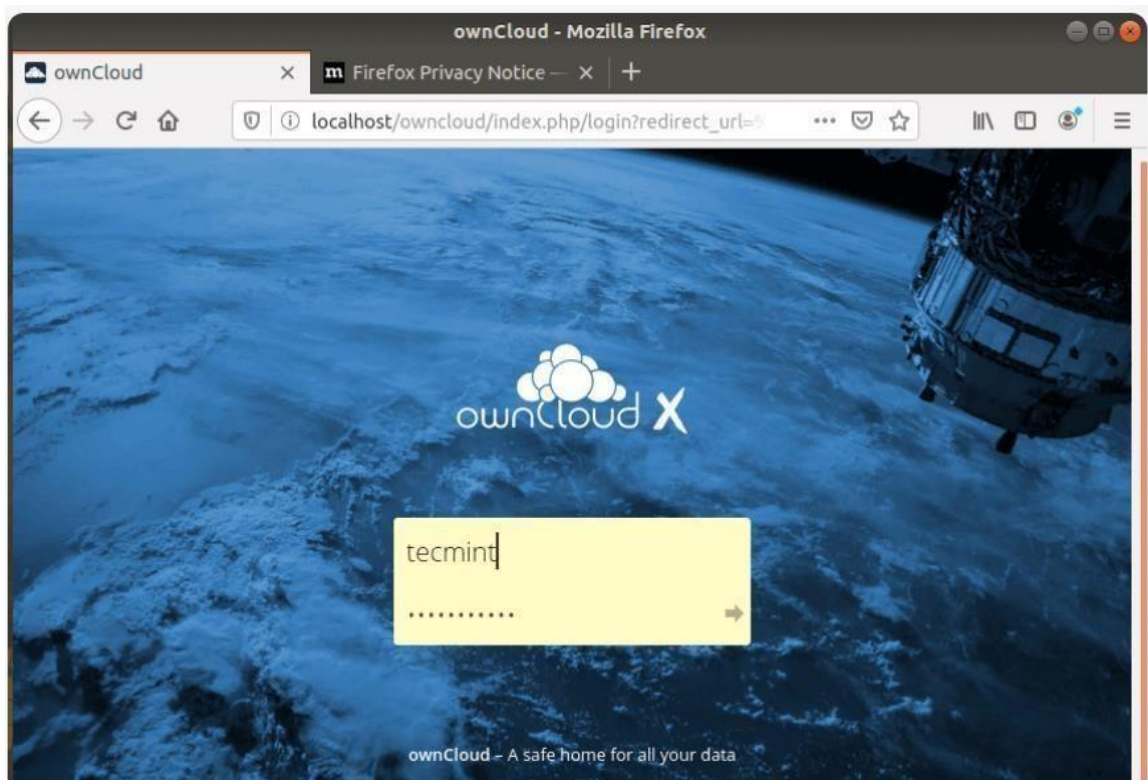 ownCloud - Mozilla Firefox
ownCloud
m Firefox Privacy Notice —
localhost/owncloud/index.php/login?redirect_url=
ownCloud X
tecmint
...........
ownCloud – A safe home for all your data